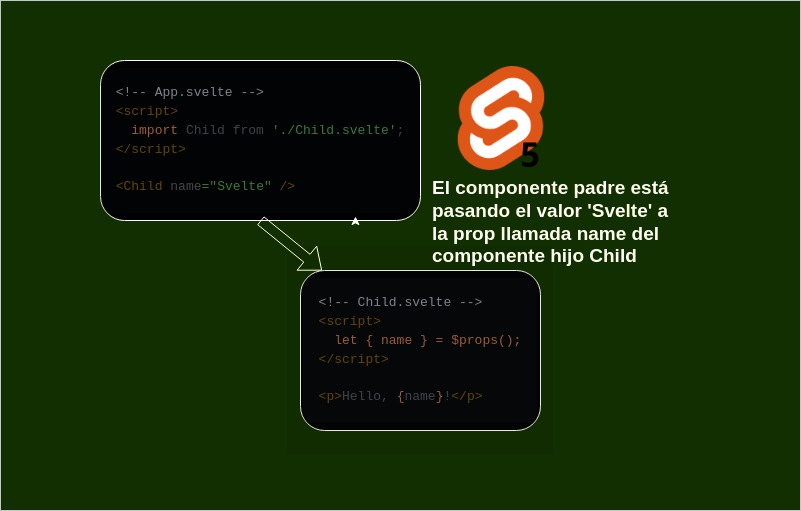 <!-- App.svelte -->
<script>
  import Child from './Child.svelte';
</script>

<Child name="Svelte" />
5
El componente padre está
pasando el valor 'Svelte' a
la prop llamada name del
componente hijo Child
<!-- Child.svelte -->
<script>
  let { name } = $props();
</script>

<p>Hello, {name}!</p>